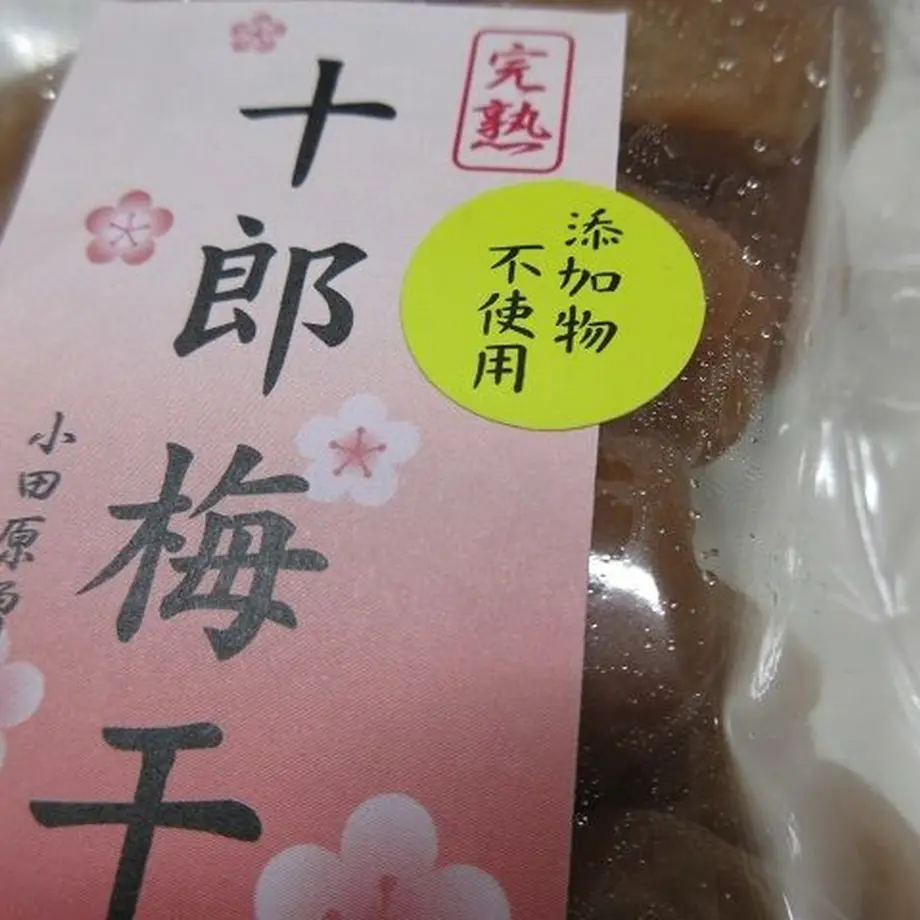 完熟
十郎梅干
添加物
不使用
小田原